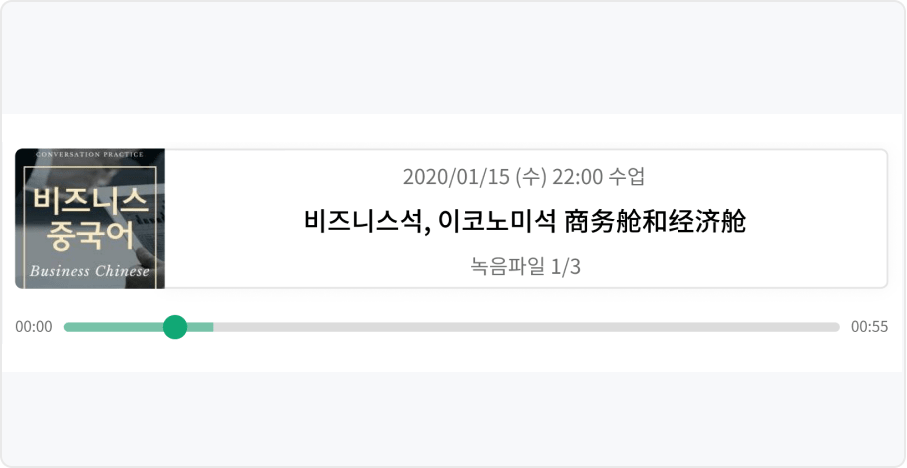 CONVERSATION PRACTICE
비즈니스
중국어
Business Chinese
2020/01/15 (수) 22:00 수업
비즈니스석, 이코노미석 商务舱和经济舱
녹음파일 1/3
00:00
00:55